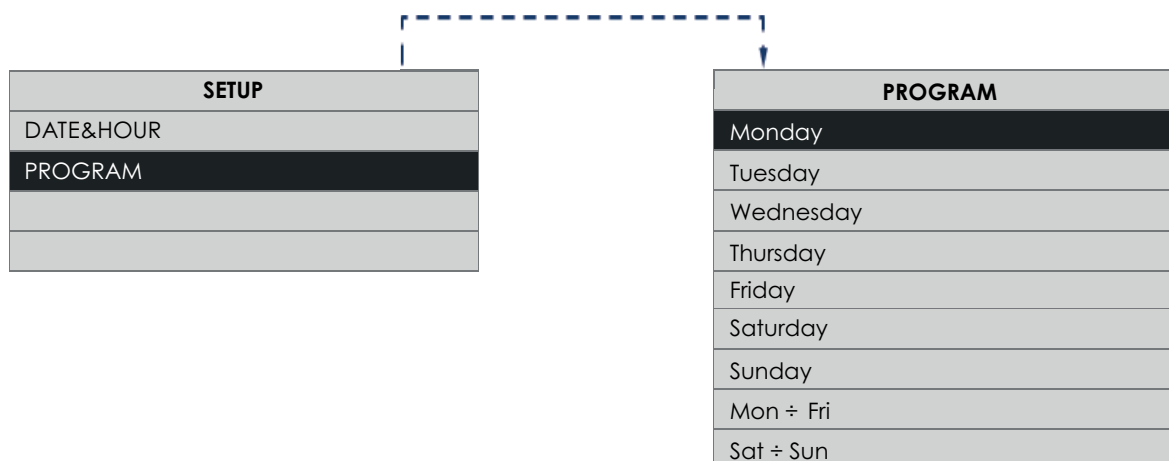 SETUP
DATE&HOUR
PROGRAM
PROGRAM
Monday
Tuesday
Wednesday
Thursday
Friday
Saturday
Sunday
Mon ÷ Fri
Sat ÷ Sun